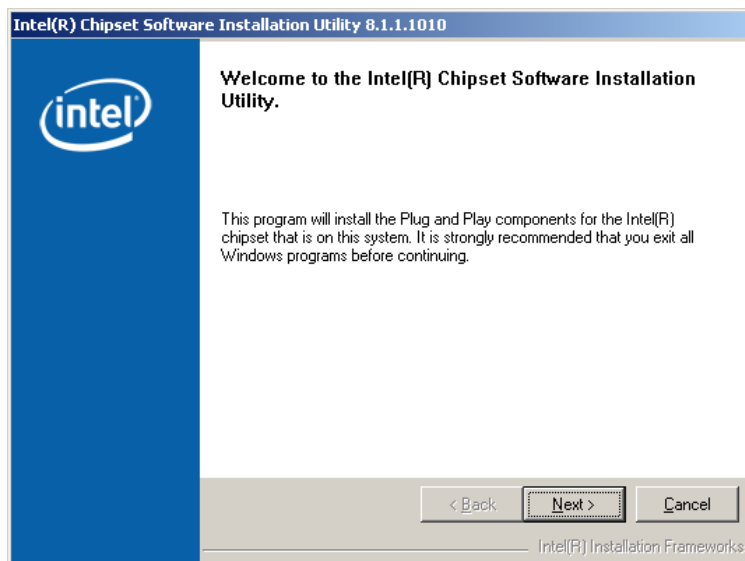 Intel(R) Chipset Software Installation Utility 8.1.1.1010
intel
Welcome to the Intel(R) Chipset Software Installation
Utility.
This program will install the Plug and Play components for the Intel(R)
chipset that is on this system. It is strongly recommended that you exit all
Windows programs before continuing.
< Back
Next >
Cancel
Intel(R) Installation Frameworks